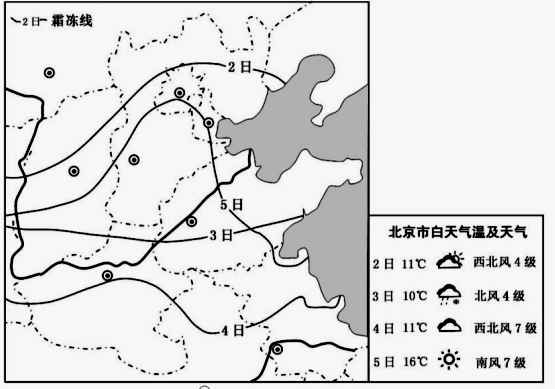 2日 霜冻线
2日
5日
3日
4日
北京市白天气温及天气
2日 11℃ 西北风4级
3日 10℃ 北风4级
4日 11℃ 西北风7级
5日 16℃ 南风7级